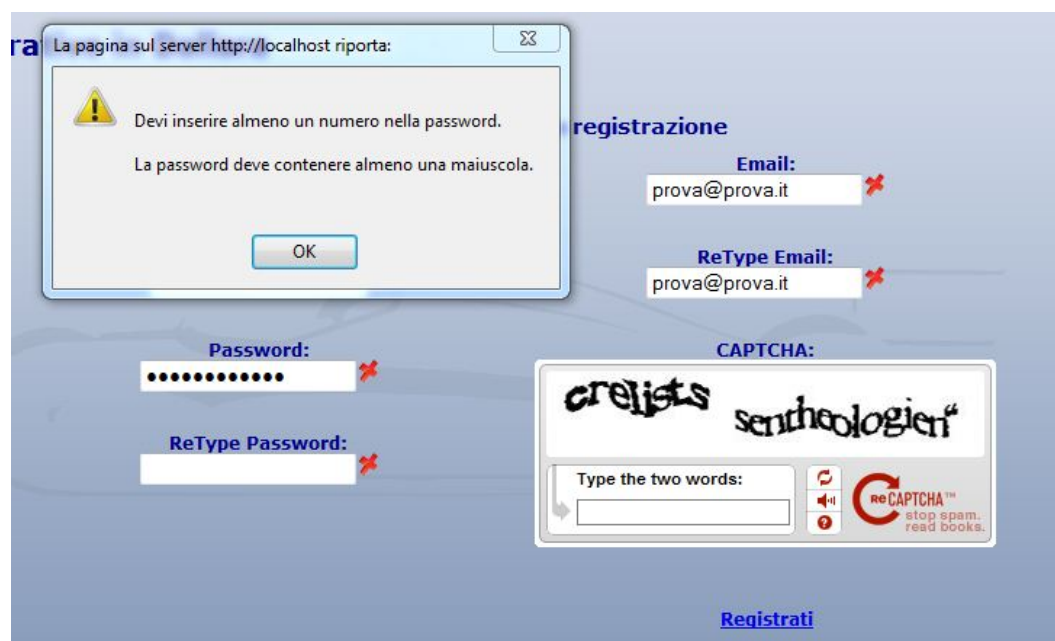 La pagina sul server http://localhost riporta:
Devi inserire almeno un numero nella password.
La password deve contenere almeno una maiuscola.
OK
registrazione
Email:
prova@prova.it
ReType Email:
prova@prova.it
Password:
ReType Password:
CAPTCHA:
crelists sentheologien“
Type the two words:
reCAPTCHA™
stop spam.
read books.
Registrati